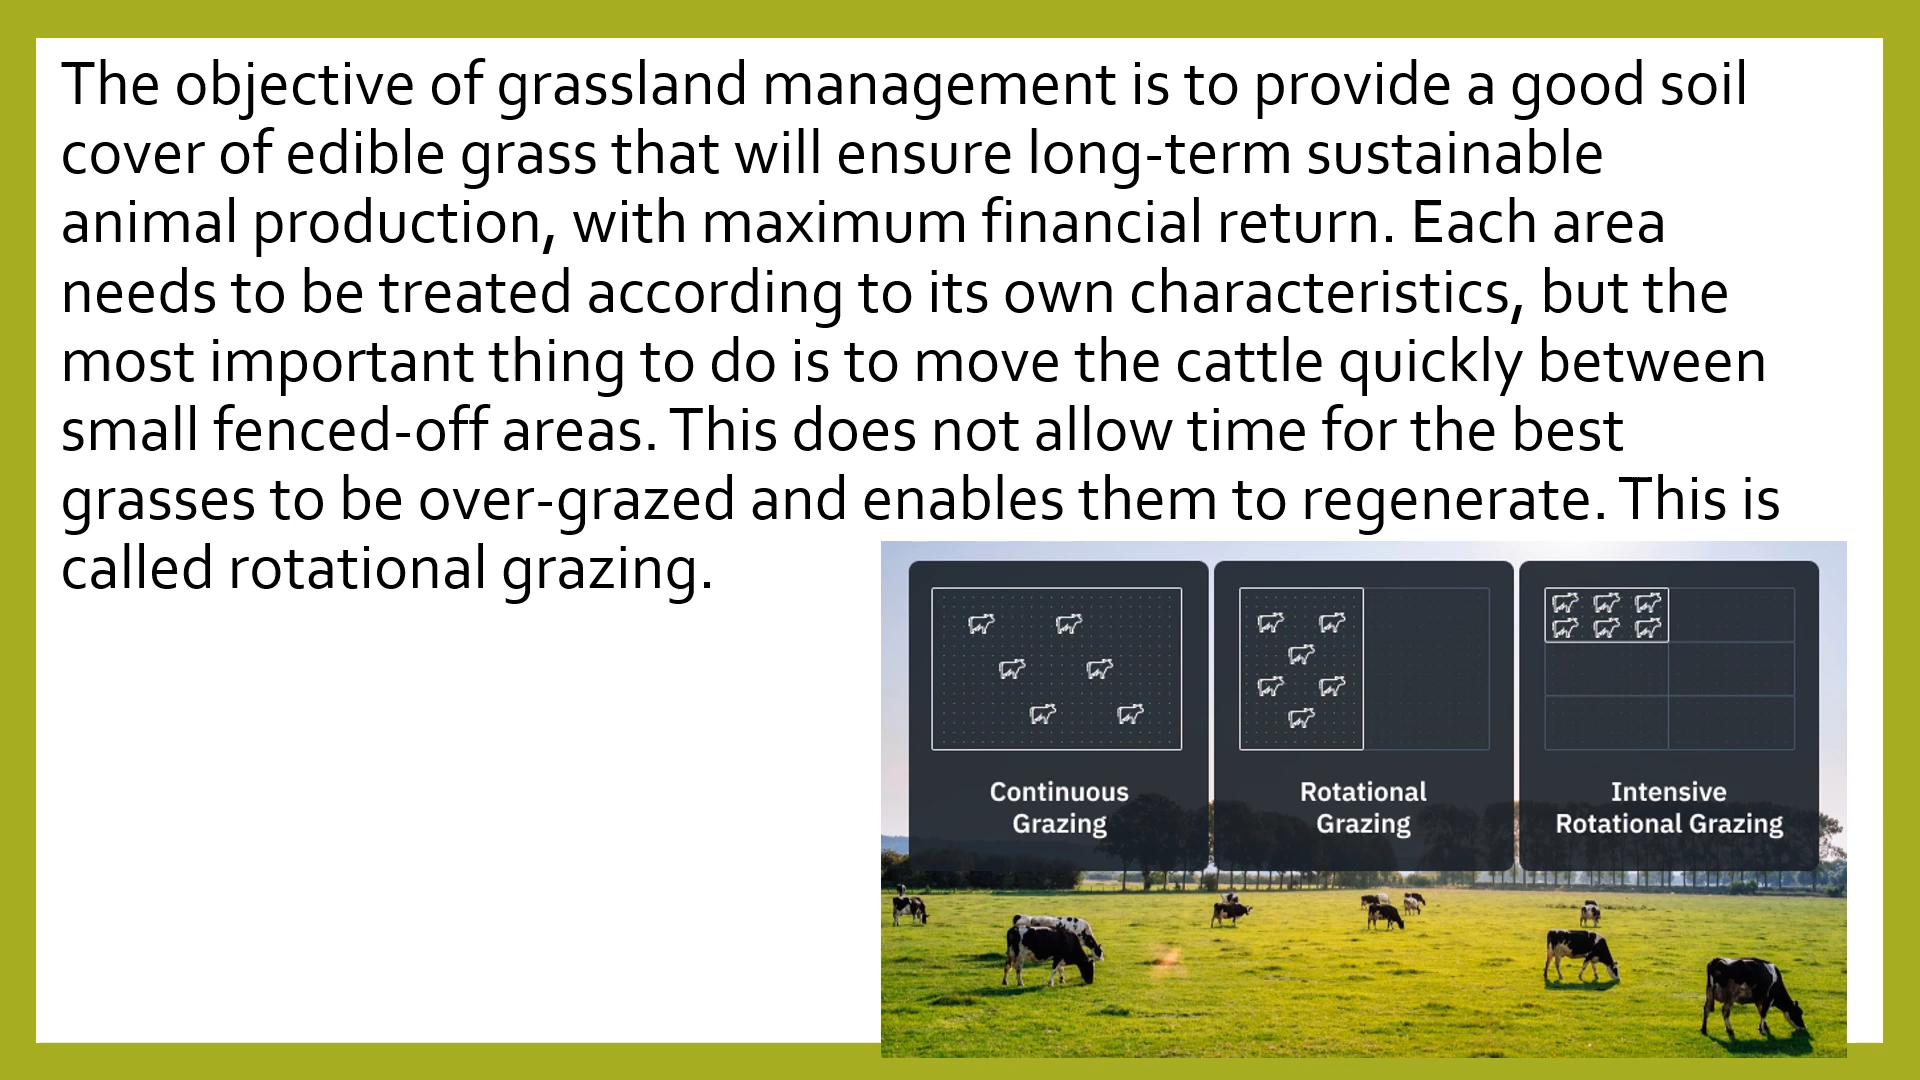 The objective of grassland management is to provide a good soil
cover of edible grass that will ensure long-term sustainable
animal production, with maximum financial return. Each area
needs to be treated according to its own characteristics, but the
most important thing to do is to move the cattle quickly between
small fenced-off areas. This does not allow time for the best
grasses to be over-grazed and enables them to regenerate. This is
called rotational grazing.
Continuous
Grazing
Rotational
Grazing
Intensive
Rotational Grazing